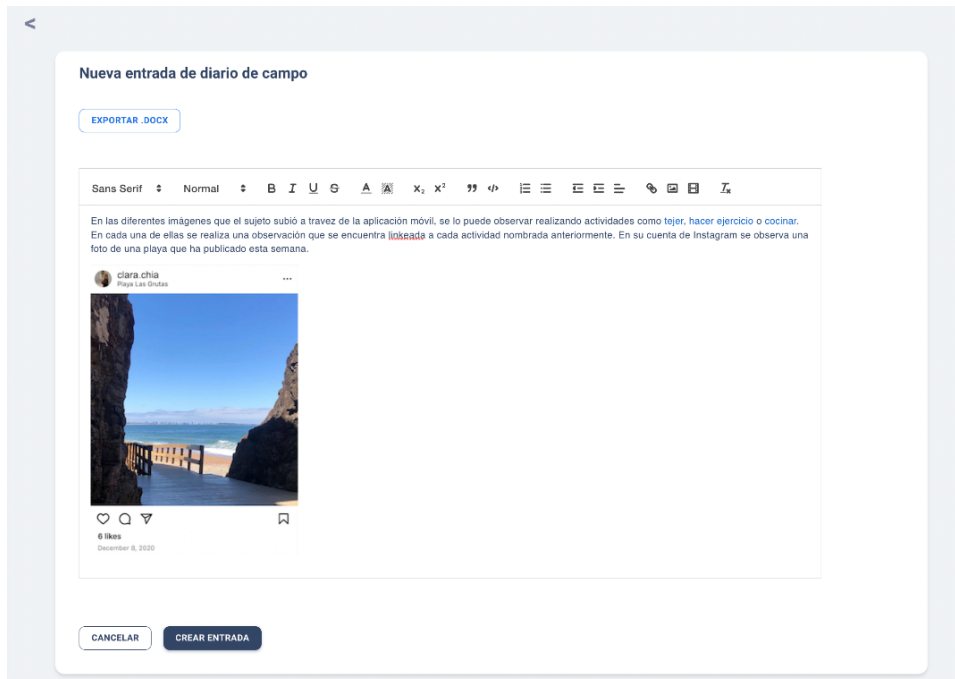 <
Nueva entrada de diario de campo
EXPORTAR .DOCX
Sans Serif Normal B I U S A A x₂ x² ” </>
En las diferentes imágenes que el sujeto subió a travez de la aplicación móvil, se lo puede observar realizando actividades como tejer, hacer ejercicio o cocinar.
En cada una de ellas se realiza una observación que se encuentra linkeada a cada actividad nombrada anteriormente. En su cuenta de Instagram se observa una
foto de una playa que ha publicado esta semana.
clara.chia
Playa Las Grutas
6 likes
December 8, 2020
CANCELAR CREAR ENTRADA